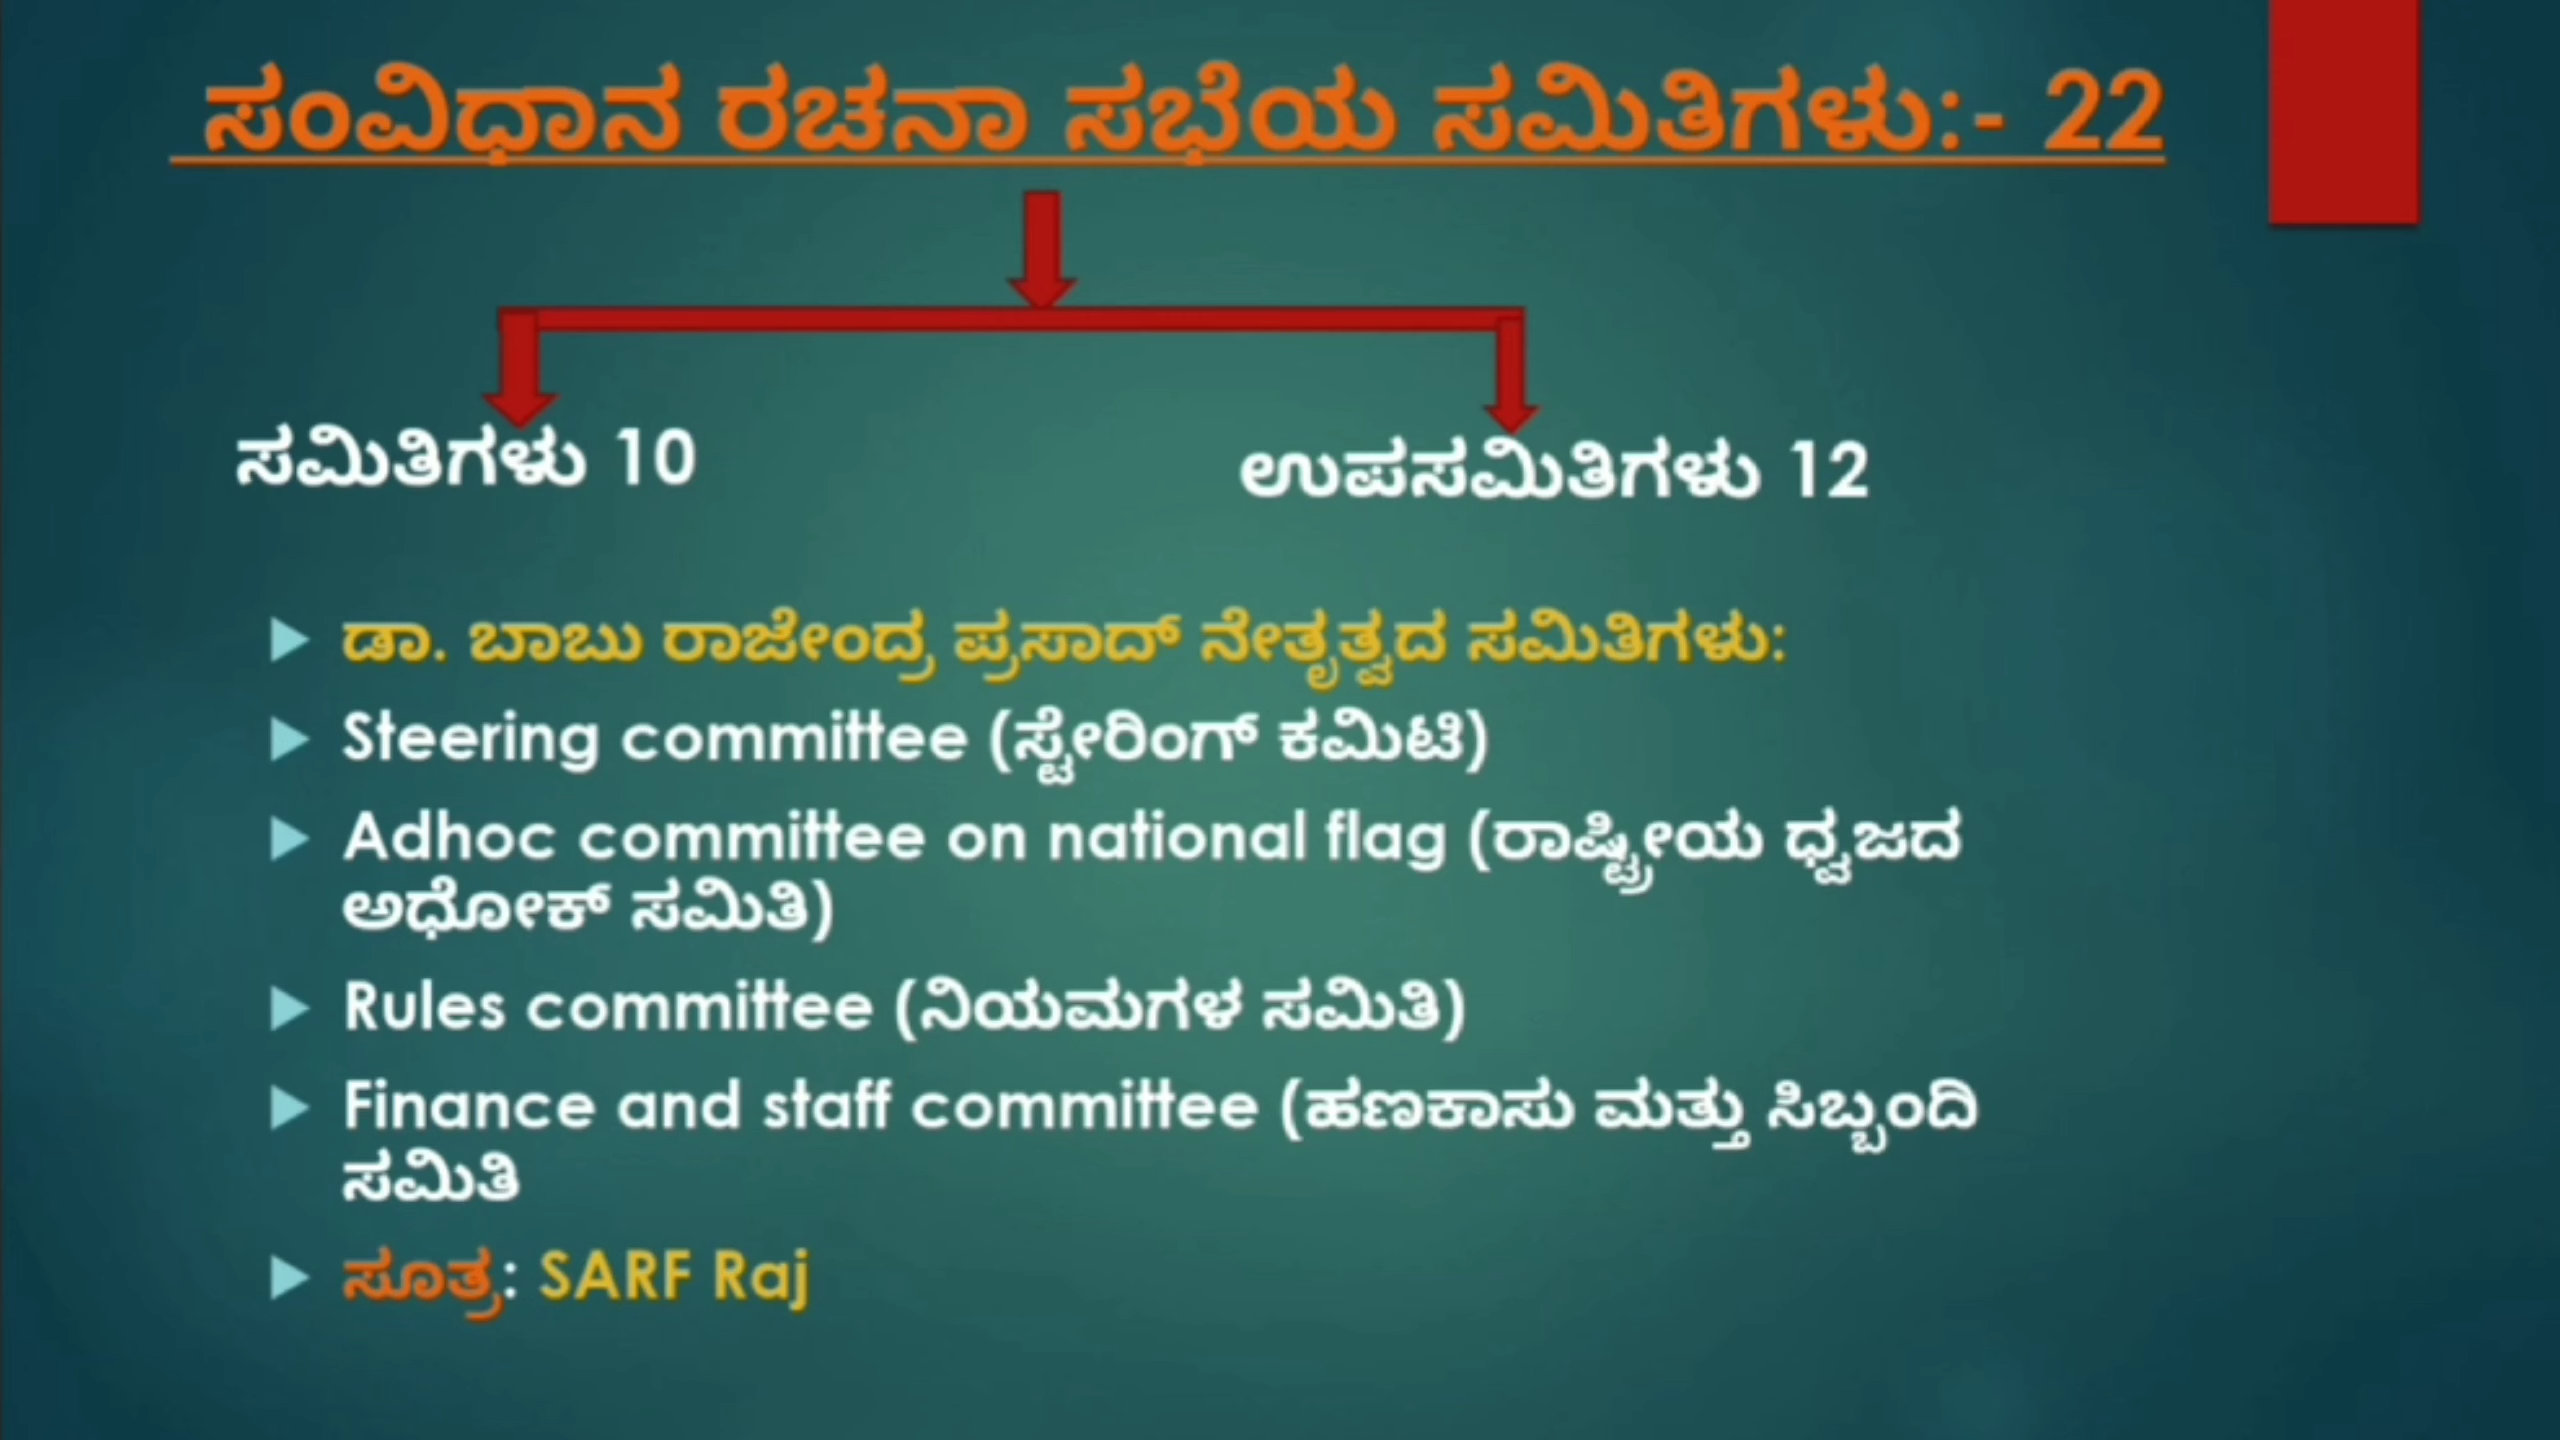 ಸಂವಿಧಾನ ರಚನಾ ಸಭೆಯ ಸಮಿತಿಗಳು:- 22
ಸಮಿತಿಗಳು 10
ಉಪಸಮಿತಿಗಳು 12
ಡಾ. ಬಾಬು ರಾಜೇಂದ್ರ ಪ್ರಸಾದ್ ನೇತೃತ್ವದ ಸಮಿತಿಗಳು:
Steering committee (ಸ್ಟೇರಿಂಗ್ ಕಮಿಟಿ)
Adhoc committee on national flag (ರಾಷ್ಟ್ರೀಯ ಧ್ವಜದ
ಅಧೋಕ್ ಸಮಿತಿ)
Rules committee (ನಿಯಮಗಳ ಸಮಿತಿ)
Finance and staff committee (ಹಣಕಾಸು ಮತ್ತು ಸಿಬ್ಬಂದಿ
ಸಮಿತಿ
ಸೂತ್ರ: SARF Raj